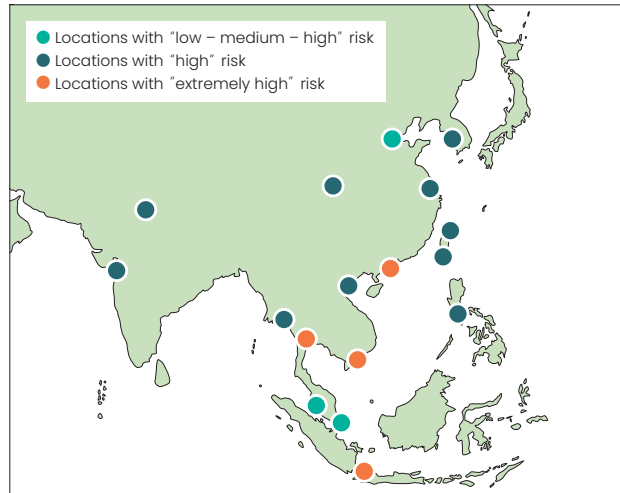 Locations with “low – medium – high” risk
Locations with “high” risk
Locations with “extremely high” risk